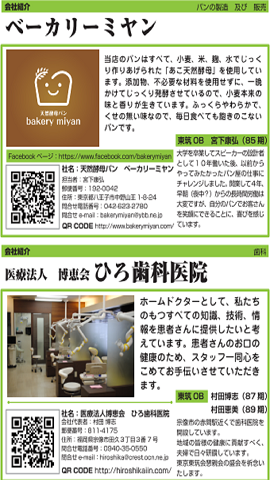 会社紹介
パンの製造　及び　販売
ベーカリーミヤン
天然酵母パン
bakery miyan
当店のパンはすべて、小麦、米、麹、水でじっく
り作りあげられた「あこ天然酵母」を使用してい
ます。添加物、不必要な材料を使用せずに、一晩
かけてじっくり発酵させているので、小麦本来の
味と香りが生きています。ふっくらやわらかで、
くせの無い味なので、毎日食べても飽きのこない
パンです。
Facebook ページ：https://www.facebook.com/bakerymiyan
社名：天然酵母パン　ベーカリーミヤン
担当者名：宮下康弘
郵便番号：192-0042
住所：東京都八王子市中野山王 1-8-24
問合せ電話番号：042-623-2780
問合せ e-mail：bakerymiyan@ybb.ne.jp
QR CODE http://www.bakerymiyan.com/
東筑 OB　宮下康弘（85 期）
大学を卒業してスピーカーの設計者
として 10 年働いた後、以前から
やってみたかったパン屋の仕事に
チャレンジしました。開業して4年、
早朝（夜中？）からの長時間労働は
大変ですが、自分のパンでお客さん
を笑顔にできることに、喜びを感じ
ています。
会社紹介
歯科
医療法人　博恵会 ひろ歯科医院
ホームドクターとして、私たち
のもつすべての知識、技術、情
報を患者さんに提供したいと考
えています。患者さんのお口の
健康のため、スタッフ一同心を
こめてお手伝いさせていただき
ます。
社名：医療法人博恵会　ひろ歯科医院
会社代表者名：村田 博志
郵便番号：811-4175
住所：福岡県宗像市田久3丁目3番7号
問合せ電話番号：0940-35-0550
問合せ e-mail：hiroshika@crest.ocn.ne.jp
QR CODE http://hiroshikaiin.com/
東筑 OB　村田博志（87 期）
村田恵美（89 期）
宗像市の赤間駅近くで歯科医院を
開設しています。
地域の皆様の健康に貢献すべく、
夫婦で日々研鑽しています。
東京東筑会懇親会の盛会を祈念い
たします。